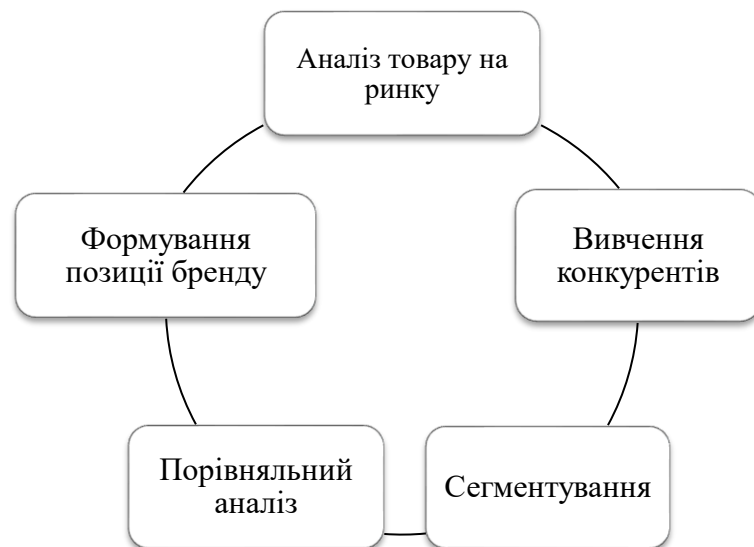 Аналіз товару на
ринку
Вивчення
конкурентів
Сегментування
Порівняльний
аналіз
Формування
позиції бренду